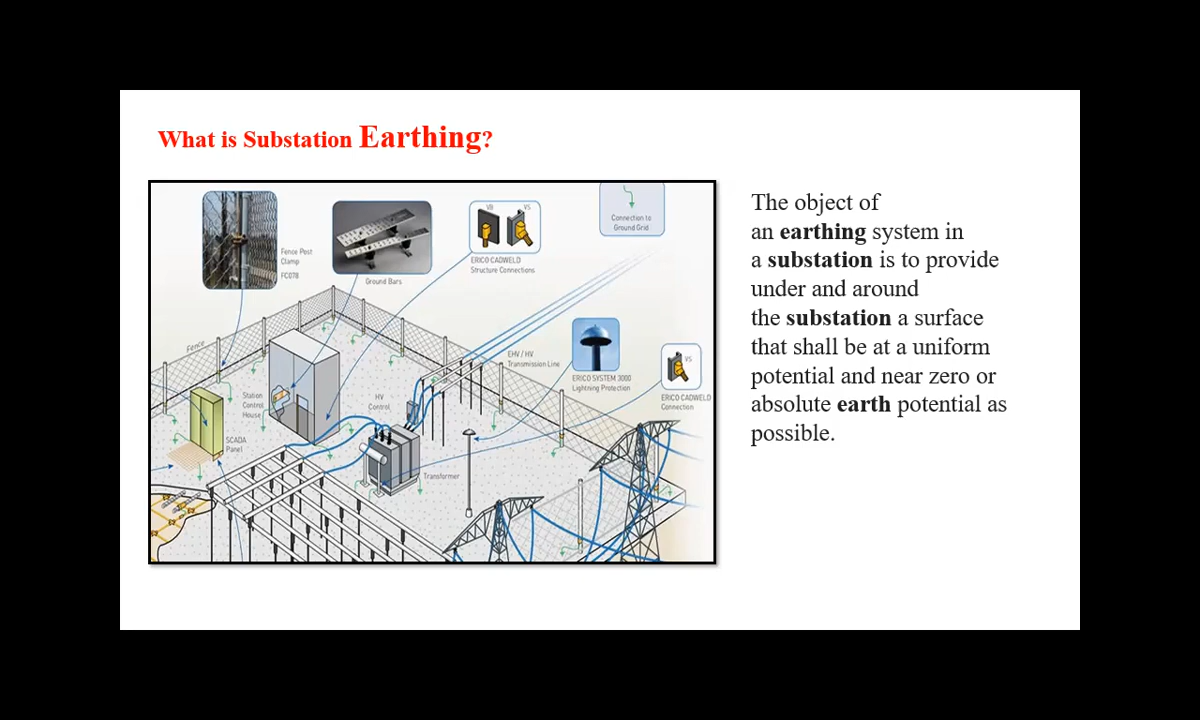 What is Substation Earthing?
VB VS
Connection to
Ground Grid
Fence Post
Clamp
FC078
Ground Bars
ERICO CADWELD
Structure Connections
Fence
EHV / HV
Transmission Line
ERICO SYSTEM 3000
Lightning Protection
VS
ERICO CADWELD
Connection
Station
Control
House
HV
Control
SCADA
Panel
Transformer
The object of
an earthing system in
a substation is to provide
under and around
the substation a surface
that shall be at a uniform
potential and near zero or
absolute earth potential as
possible.